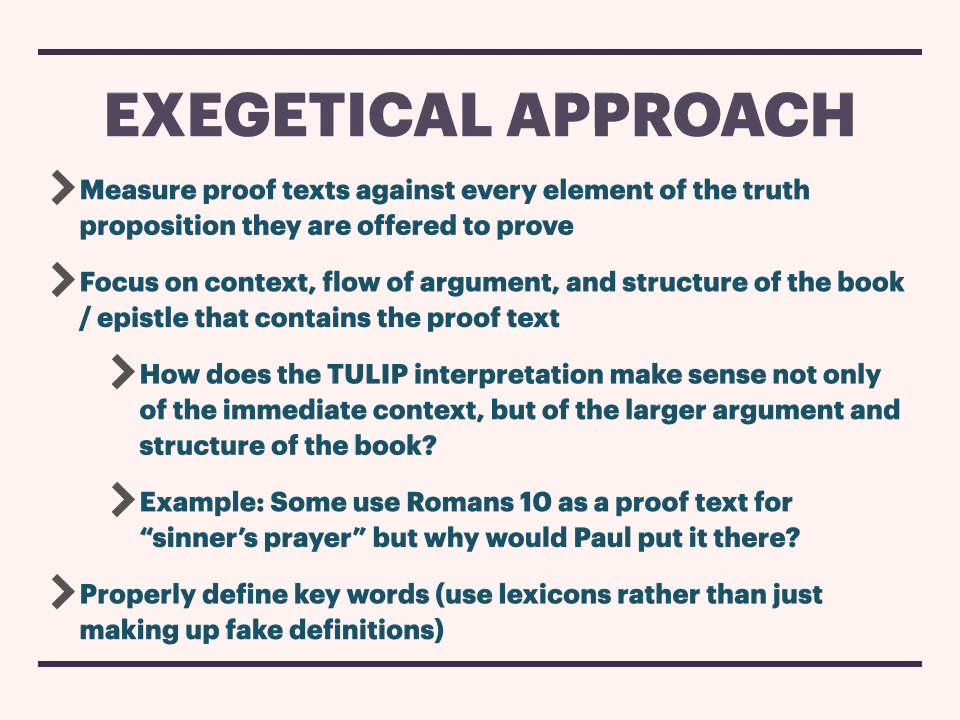 EXEGETICAL APPROACH
Measure proof texts against every element of the truth
proposition they are offered to prove
Focus on context, flow of argument, and structure of the book
/ epistle that contains the proof text
How does the TULIP interpretation make sense not only
of the immediate context, but of the larger argument and
structure of the book?
Example: Some use Romans 10 as a proof text for
“sinner’s prayer” but why would Paul put it there?
Properly define key words (use lexicons rather than just
making up fake definitions)